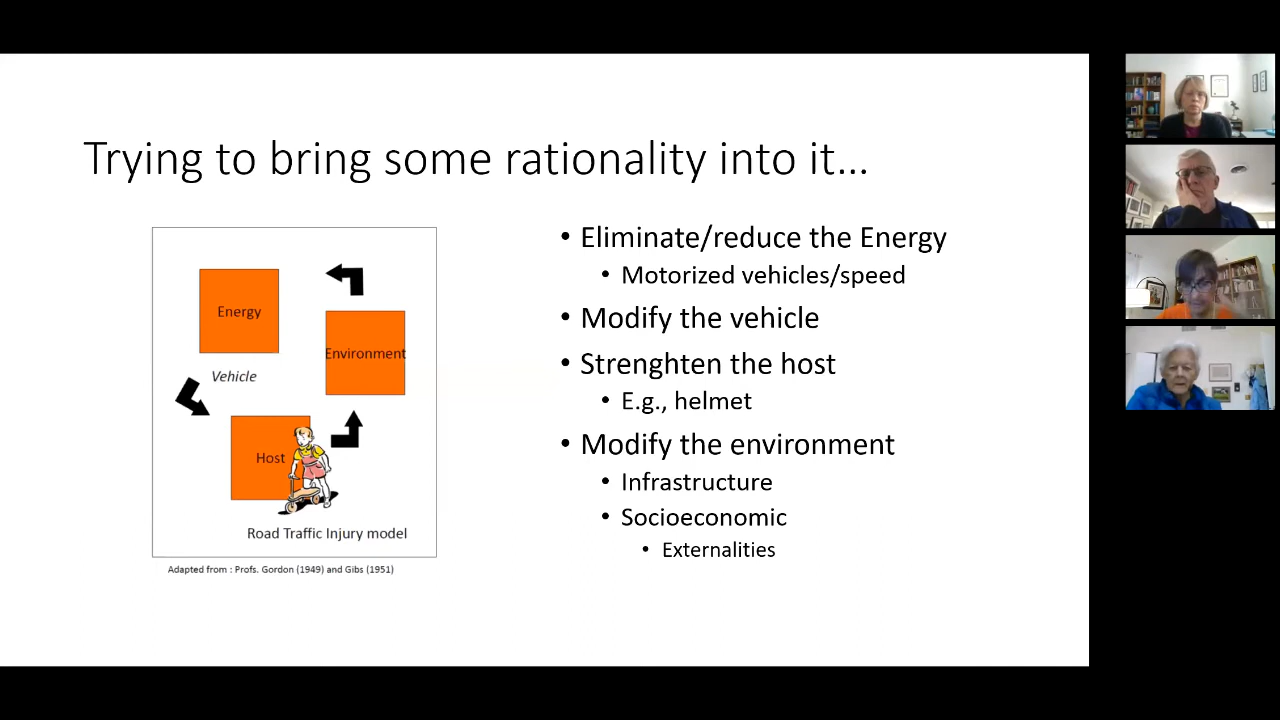 Trying to bring some rationality into it...
Energy
Environment
Vehicle
Host
Road Traffic Injury model
Adapted from : Profs. Gordon (1949) and Gibs (1951)
• Eliminate/reduce the Energy
• Motorized vehicles/speed
• Modify the vehicle
• Strenghten the host
• E.g., helmet
• Modify the environment
• Infrastructure
• Socioeconomic
• Externalities